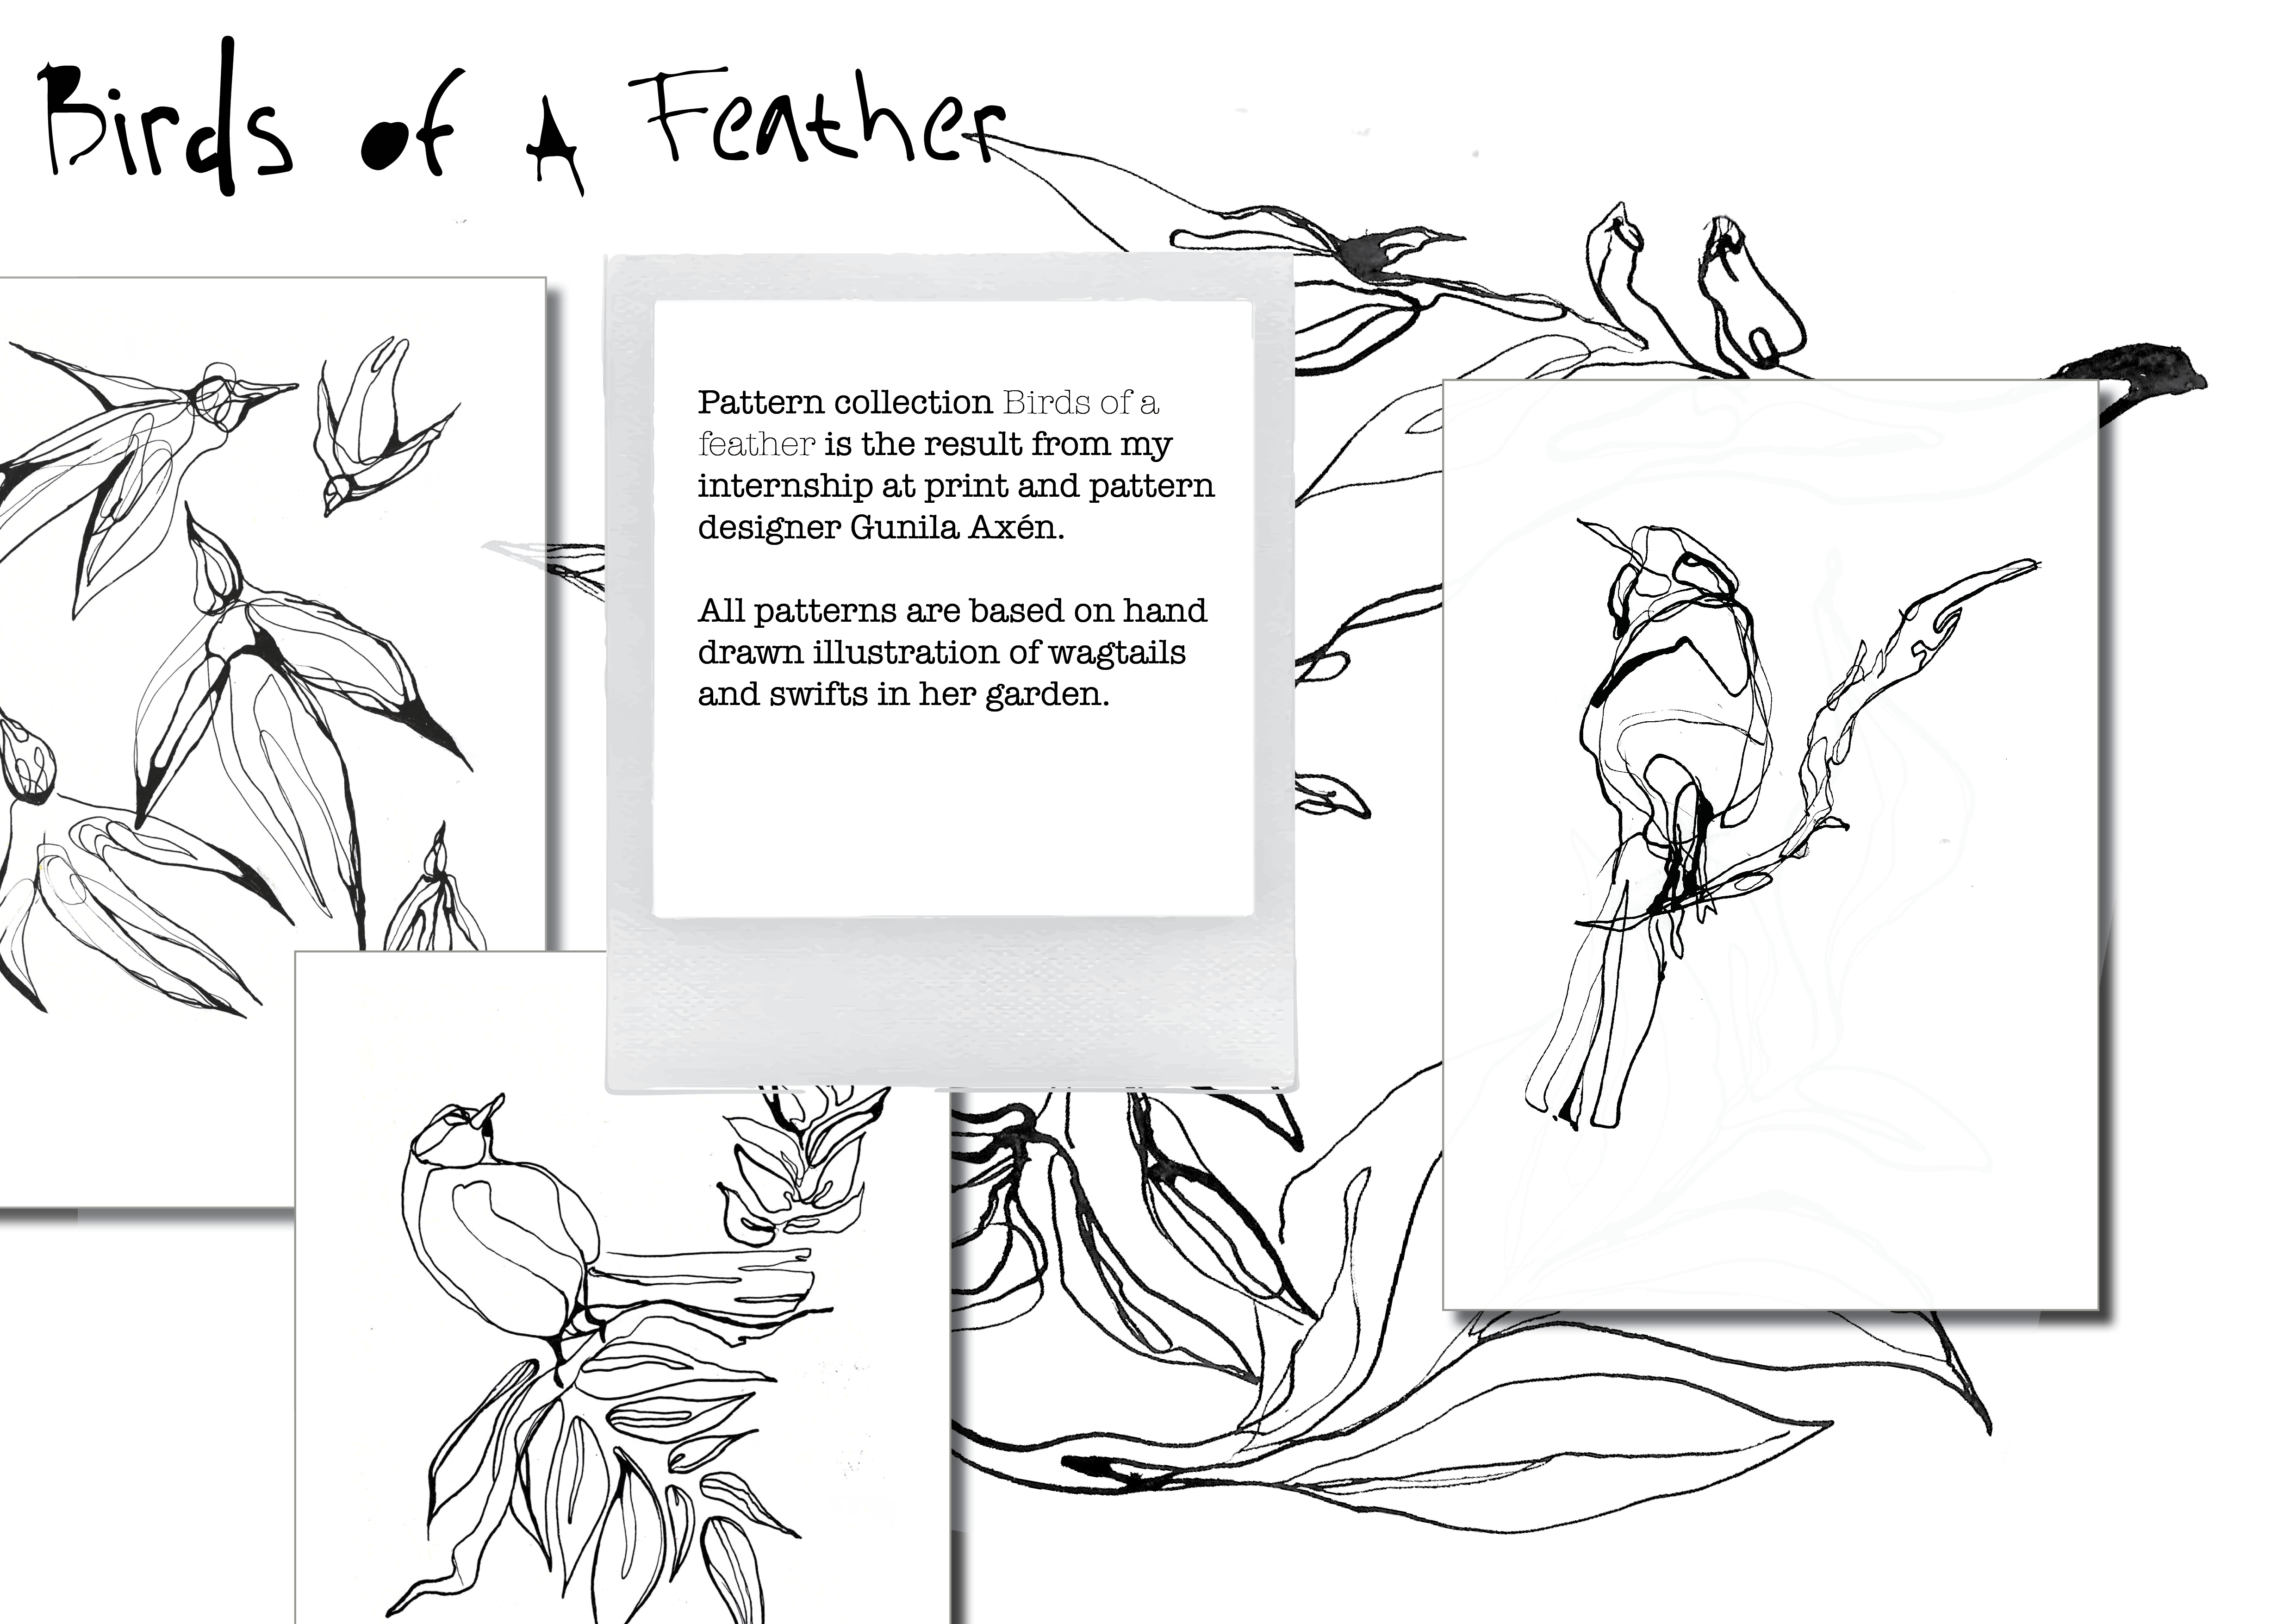 Birds of A Feather
Pattern collection Birds of a
feather is the result from my
internship at print and pattern
designer Gunila Axén.
All patterns are based on hand
drawn illustration of wagtails
and swifts in her garden.